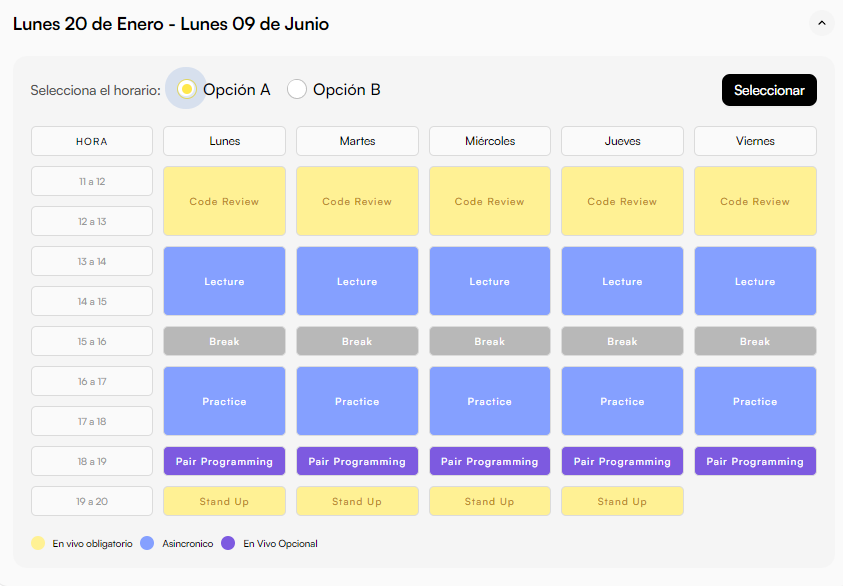 Lunes 20 de Enero - Lunes 09 de Junio
Selecciona el horario: Opción A Opción B Seleccionar
HORA Lunes Martes Miércoles Jueves Viernes
11 a 12
Code Review Code Review Code Review Code Review Code Review
12 a 13
13 a 14
Lecture Lecture Lecture Lecture Lecture
14 a 15
15 a 16 Break Break Break Break Break
16 a 17
Practice Practice Practice Practice Practice
17 a 18
18 a 19 Pair Programming Pair Programming Pair Programming Pair Programming Pair Programming
19 a 20 Stand Up Stand Up Stand Up Stand Up
En vivo obligatorio Asincronico En Vivo Opcional